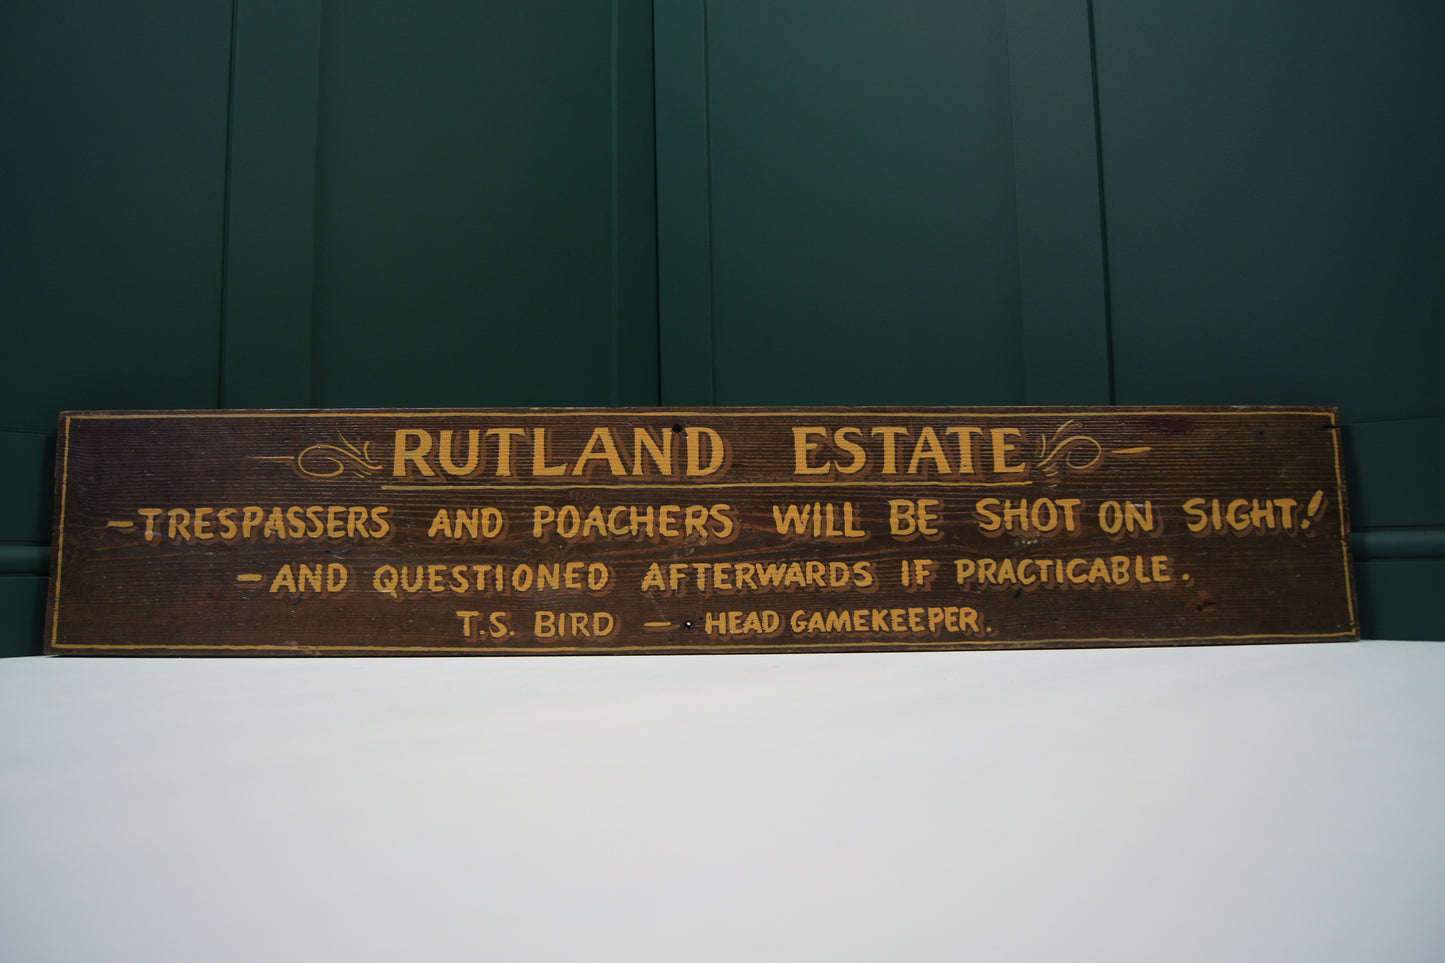 RUTLAND ESTATE
-TRESPASSERS AND POACHERS WILL BE SHOT ON SIGHT!
-AND QUESTIONED AFTERWARDS IF PRACTICABLE.
T.S. BIRD - HEAD GAMEKEEPER.